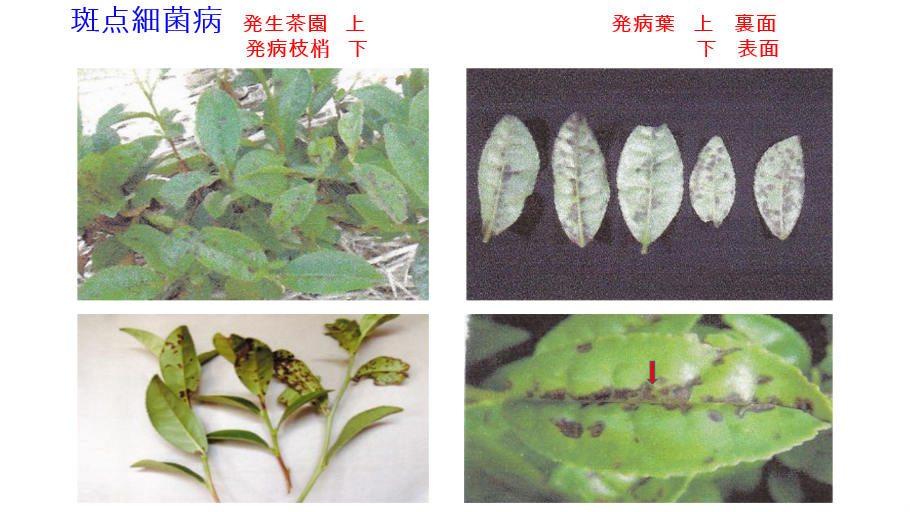 斑点細菌病
発生茶園 上
発病枝梢 下
発病葉 上 裏面
下 表面